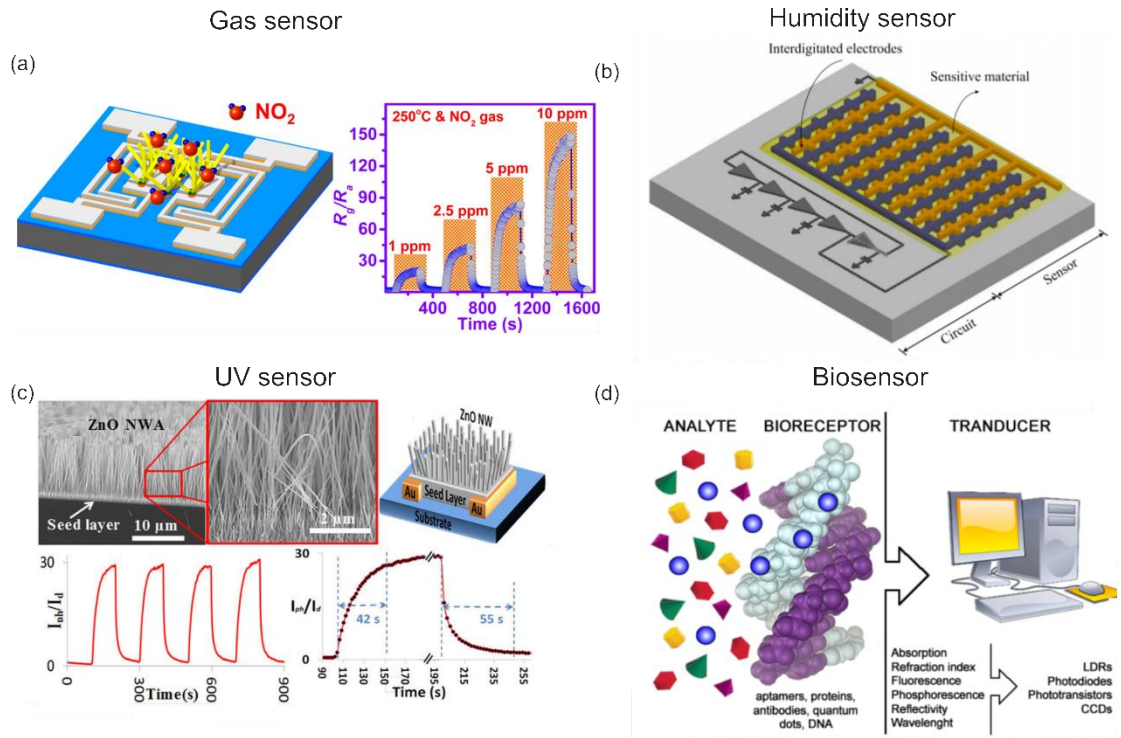 Gas sensor
Humidity sensor
(a)
NO2
250°C & NO2 gas
1 ppm
2.5 ppm
5 ppm
10 ppm
Rg/Ra
150
120
90
60
30
400
800
1200
1600
Time (s)
(b)
Interdigitated electrodes
Sensitive material
Circuit
Sensor
UV sensor
Biosensor
(c)
ZnO NWA
Seed layer
10 µm
2 µm
ZnO NW
Seed Layer
Au
Au
Substrate
Iph/Id
30
0
0
3000
6000
9000
Time(s)
Iph/Id
30
20
10
0
42 s
55 s
90
110
130
150
170
190
195
215
235
255
Time (s)
(d)
ANALYTE
BIORECEPTOR
TRANDUCER
aptamers, proteins,
antibodies, quantum
dots, DNA
Absorption
Refraction index
Fluorescence
Phosphorescence
Reflectivity
Wavelenght
LDRs
Photodiodes
Phototransistors
CCDs